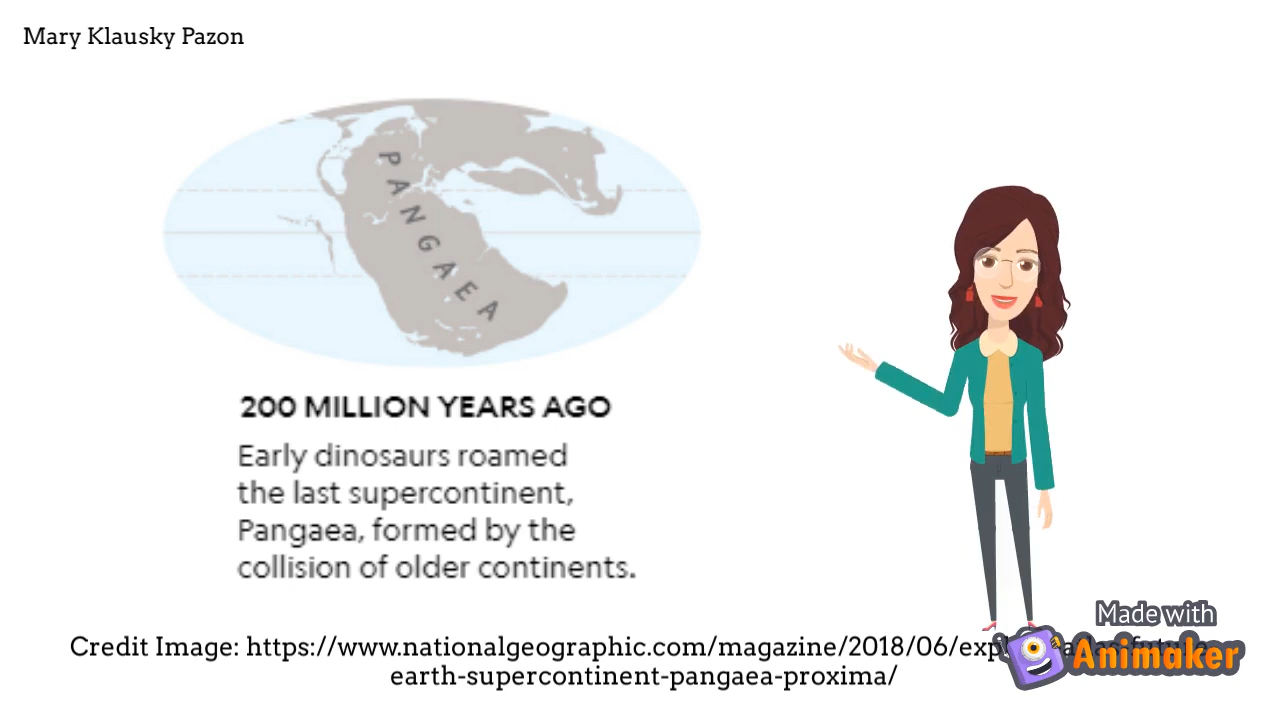 Mary Klausky Pazon
PANGAEA
200 MILLION YEARS AGO
Early dinosaurs roamed
the last supercontinent,
Pangaea, formed by the
collision of older continents.
Credit Image: https://www.nationalgeographic.com/magazine/2018/06/
earth-supercontinent-pangaea-proxima/
Made with
Animaker